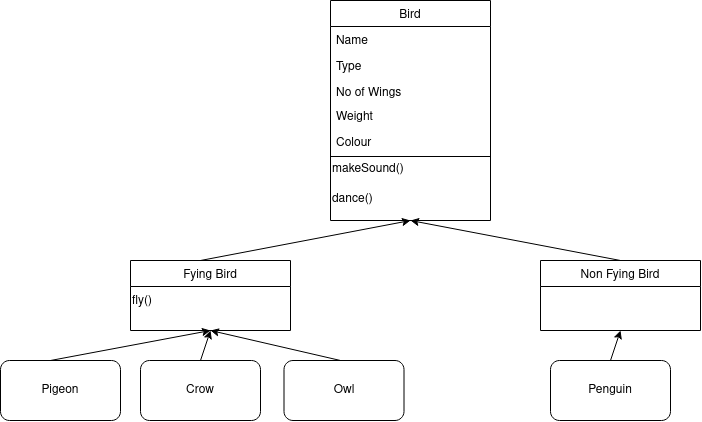 Bird
Name
Type
No of Wings
Weight
Colour
makeSound()
dance()
Fying Bird
fly()
Non Fying Bird
Pigeon
Crow
Owl
Penguin